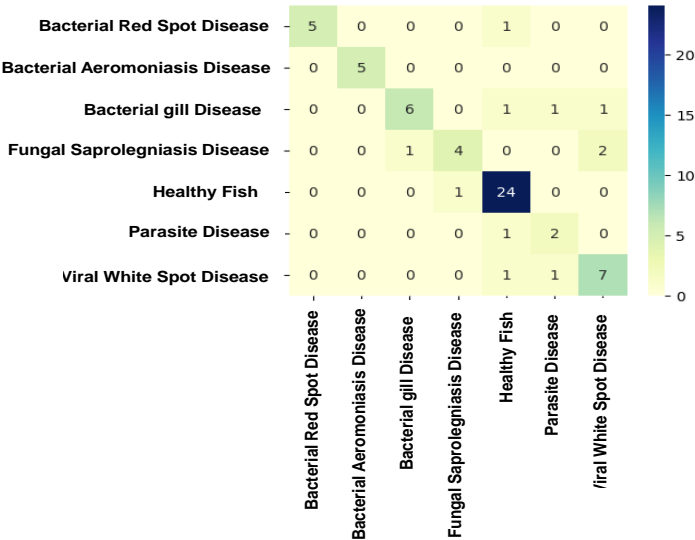 Bacterial Red Spot Disease 5 0 0 0 1 0 0
Bacterial Aeromoniasis Disease 0 5 0 0 0 0 0
Bacterial gill Disease 0 0 6 0 1 1 1
Fungal Saprolegniasis Disease 0 0 1 4 0 0 2
Healthy Fish 0 0 0 1 24 0 0
Parasite Disease 0 0 0 0 1 2 0
Viral White Spot Disease 0 0 0 0 1 1 7
20
15
10
5
0
Bacterial Red Spot Disease
Bacterial Aeromoniasis Disease
Bacterial gill Disease
Fungal Saprolegniasis Disease
Healthy Fish
Parasite Disease
Viral White Spot Disease